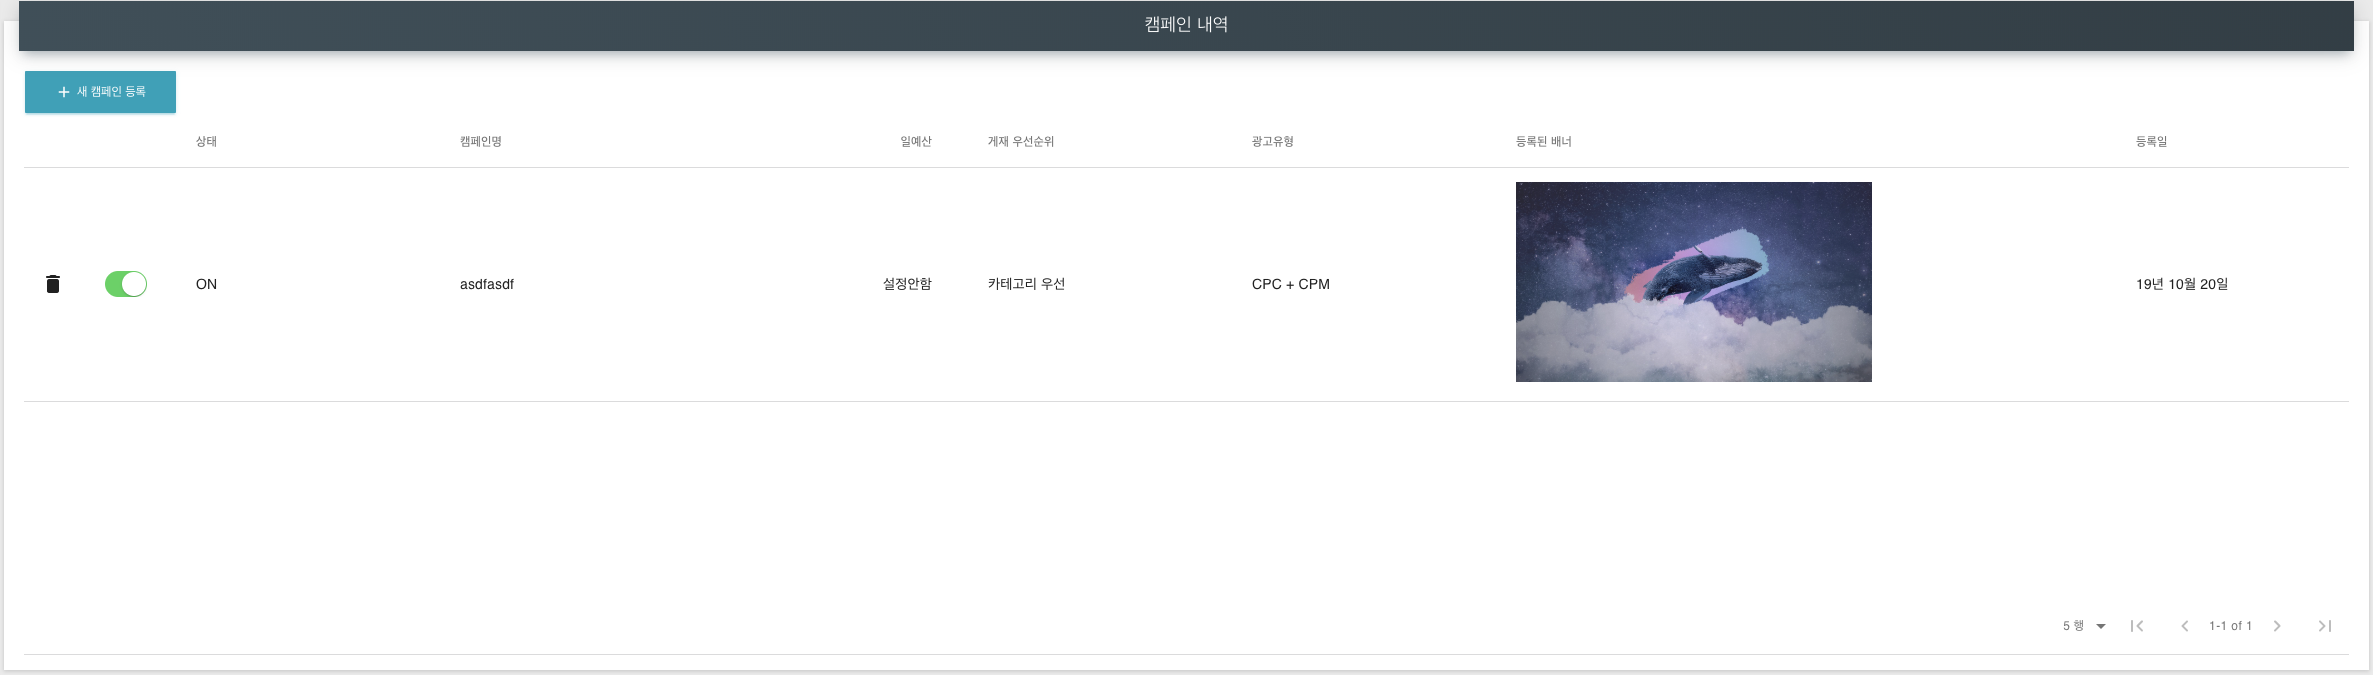 캠페인 내역
+ 새 캠페인 등록
상태 캠페인명 일예산 게재 우선순위 광고유형 등록된 배너 등록일
ON asdfasdf 설정안함 카테고리 우선 CPC + CPM 19년 10월 20일
5 행 1-1 of 1